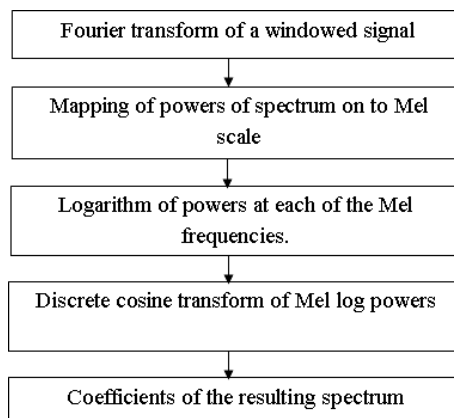 Fourier transform of a windowed signal
Mapping of powers of spectrum on to Mel
scale
Logarithm of powers at each of the Mel
frequencies.
Discrete cosine transform of Mel log powers
Coefficients of the resulting spectrum